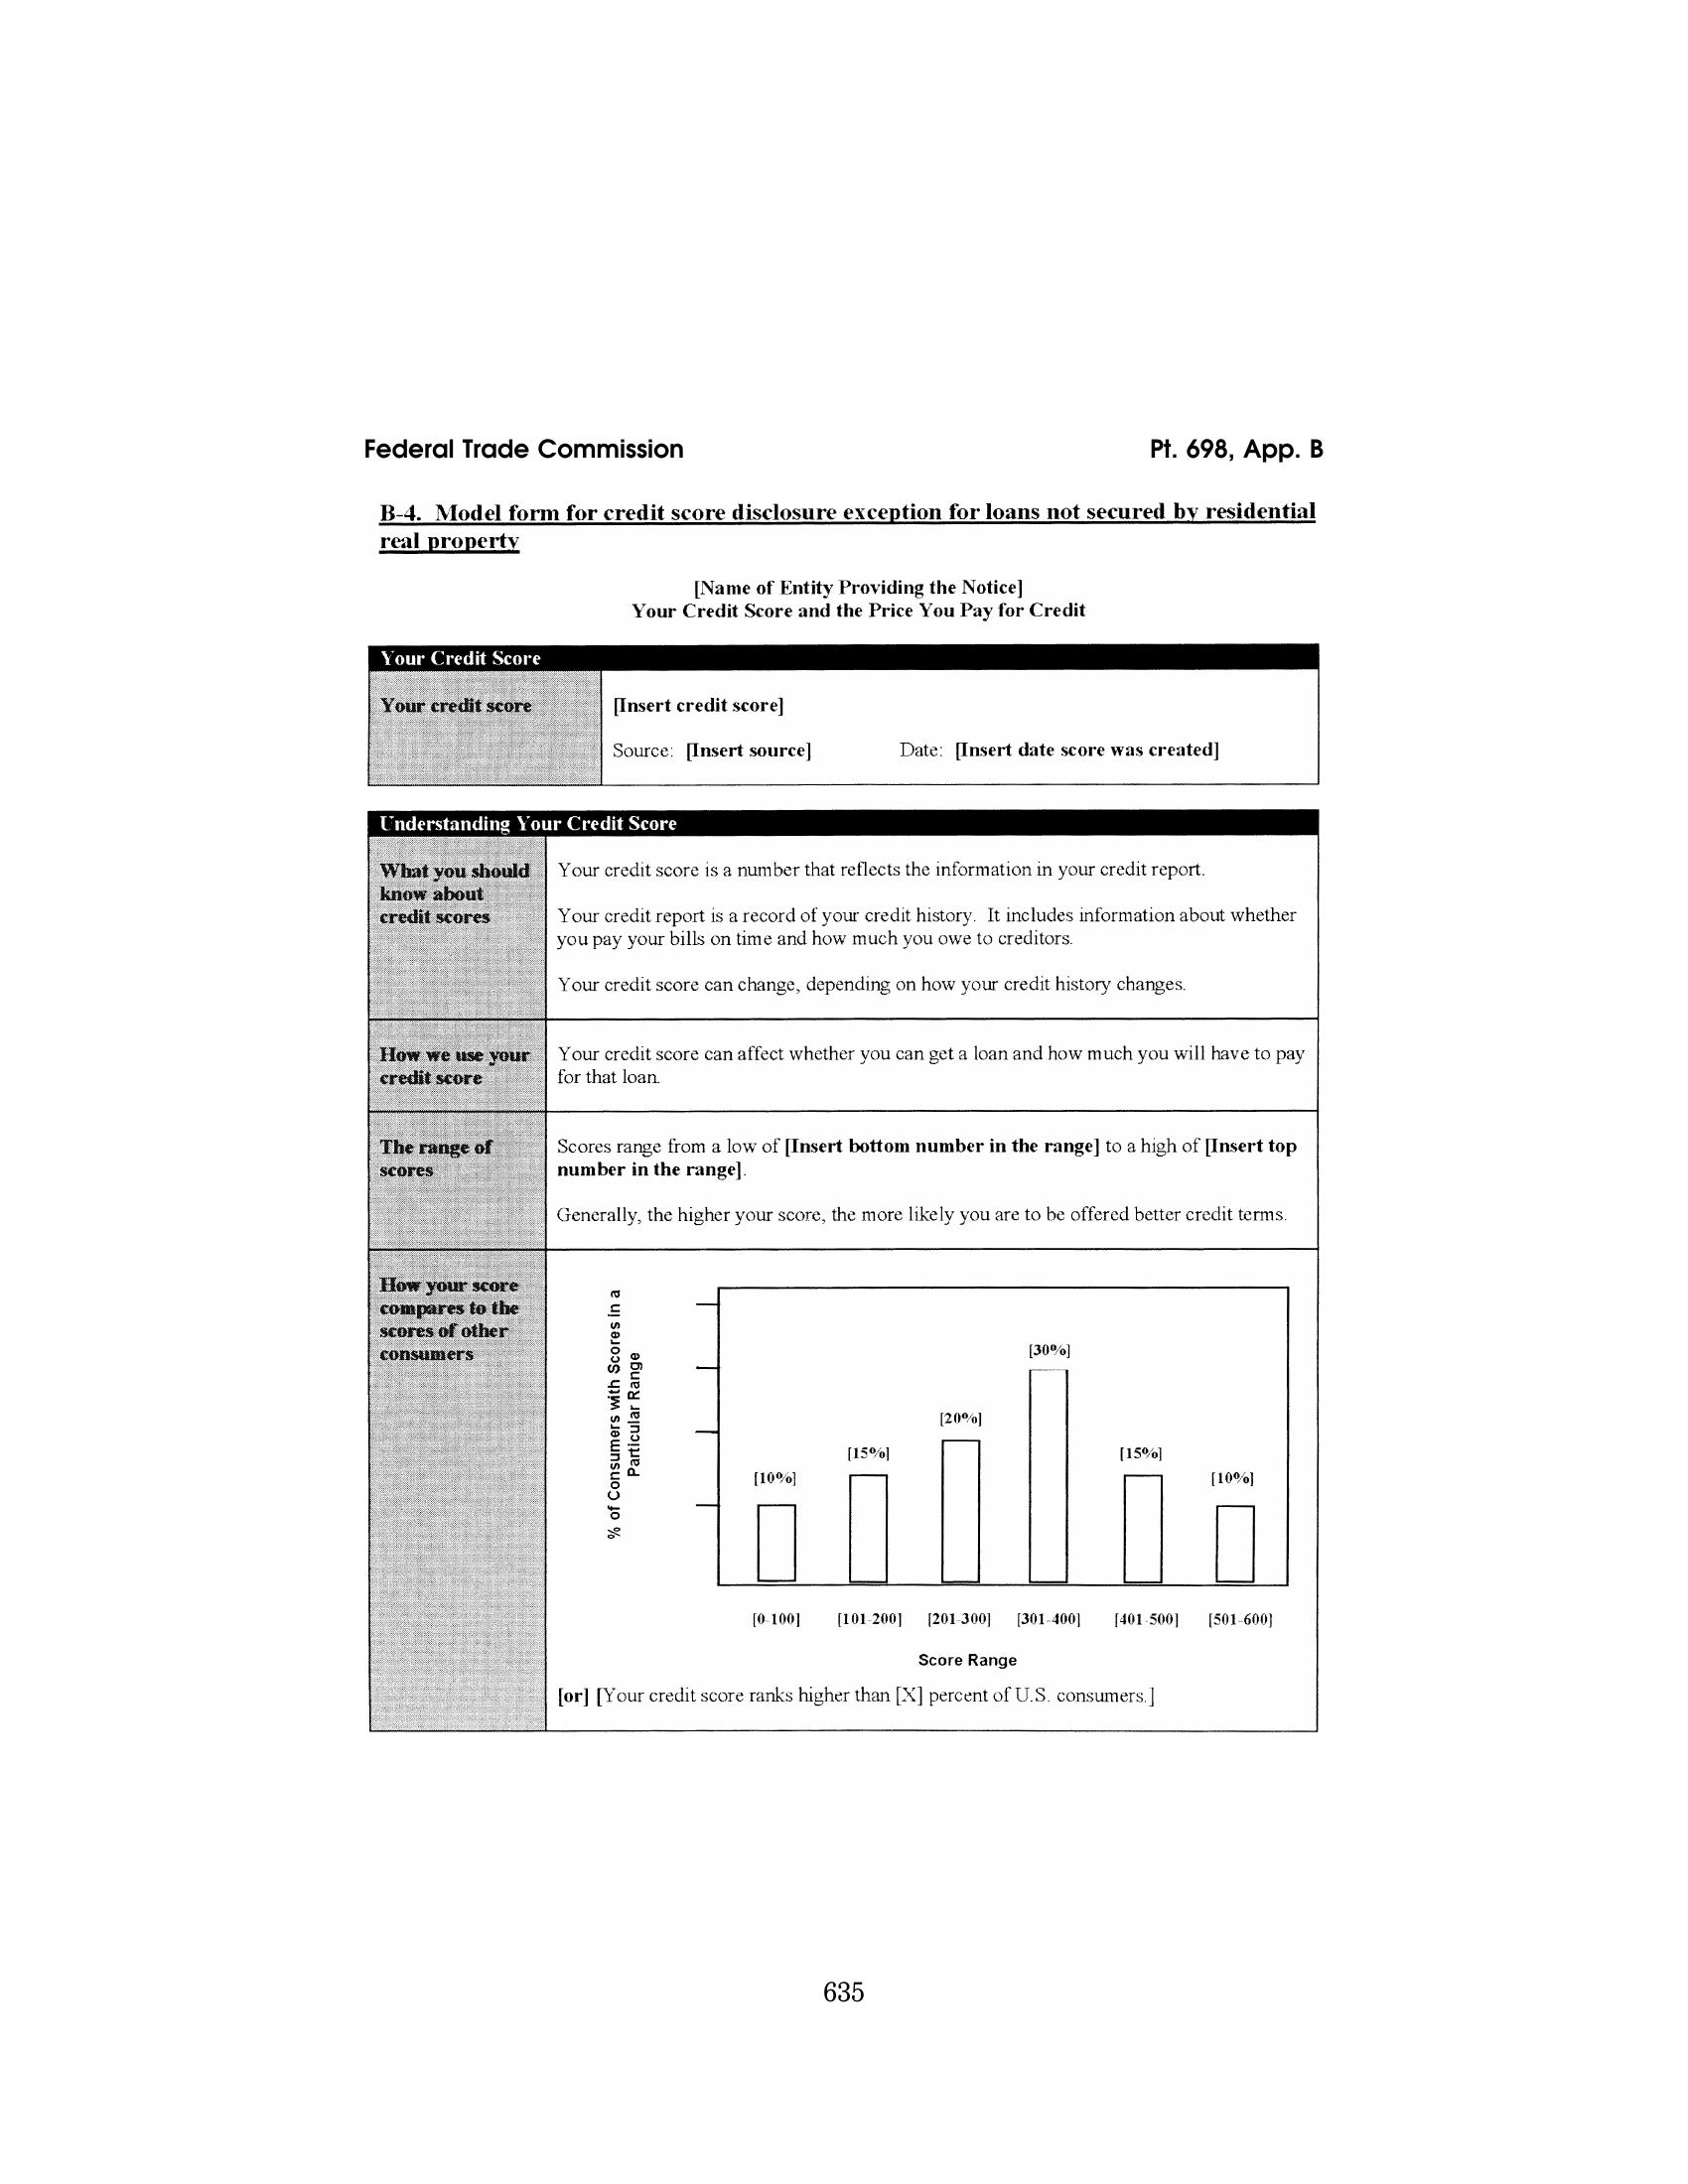 Federal Trade Commission Pt. 698, App. B
B-4. Model form for credit score disclosure exception for loans not secured by residential
real property
[Name of Entity Providing the Notice]
Your Credit Score and the Price You Pay for Credit
Your Credit Score
Your credit score
[Insert credit score]
Source: [Insert source] Date: [Insert date score was created]
Understanding Your Credit Score
What you should
know about
credit scores
Your credit score is a number that reflects the information in your credit report.
Your credit report is a record of your credit history. It includes information about whether
you pay your bills on time and how much you owe to creditors.
Your credit score can change, depending on how your credit history changes.
How we use your
credit score
Your credit score can affect whether you can get a loan and how much you will have to pay
for that loan.
The range of
scores
Scores range from a low of [Insert bottom number in the range] to a high of [Insert top
number in the range].
Generally, the higher your score, the more likely you are to be offered better credit terms.
How your score
compares to the
scores of other
consumers
% of Consumers with Scores in a
Particular Range
[10%]
[15%]
[20%]
[30%]
[15%]
[10%]
[0-100] [101-200] [201-300] [301-400] [401-500] [501-600]
Score Range
[or] [Your credit score ranks higher than [X] percent of U.S. consumers.]
635